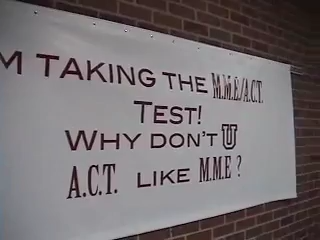 M TAKING THE M.M.E/A.C.T.
TEST!
WHY DON'T U
A.C.T. LIKE M.M.E ?